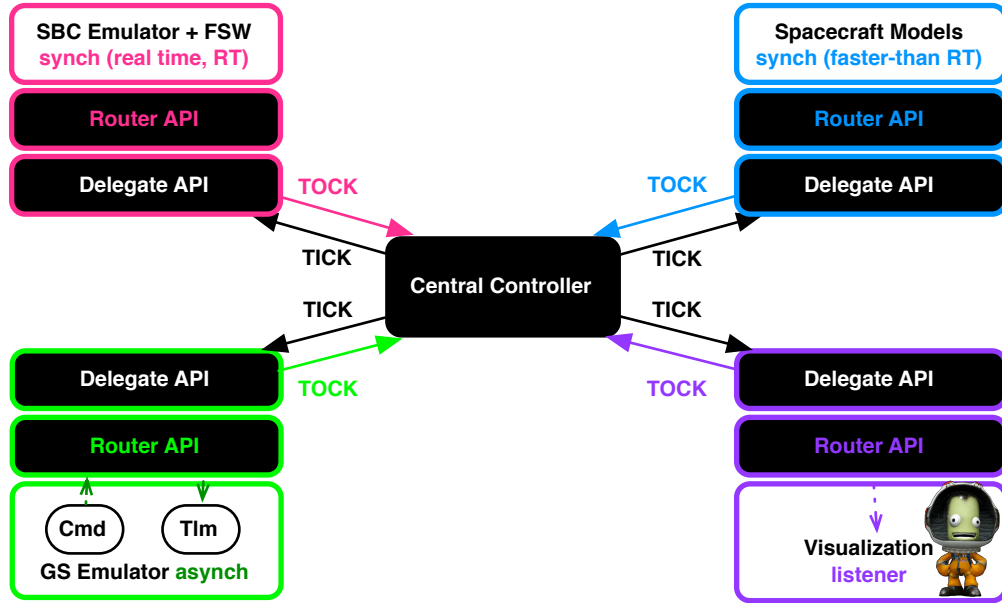 SBC Emulator + FSW
synch (real time, RT)
Router API
Delegate API
TOCK
TICK
Spacecraft Models
synch (faster-than RT)
Router API
Delegate API
TOCK
TICK
Central Controller
TICK
TOCK
Delegate API
Router API
Cmd
Tlm
GS Emulator asynch
TICK
TOCK
Delegate API
Router API
Visualization
listener